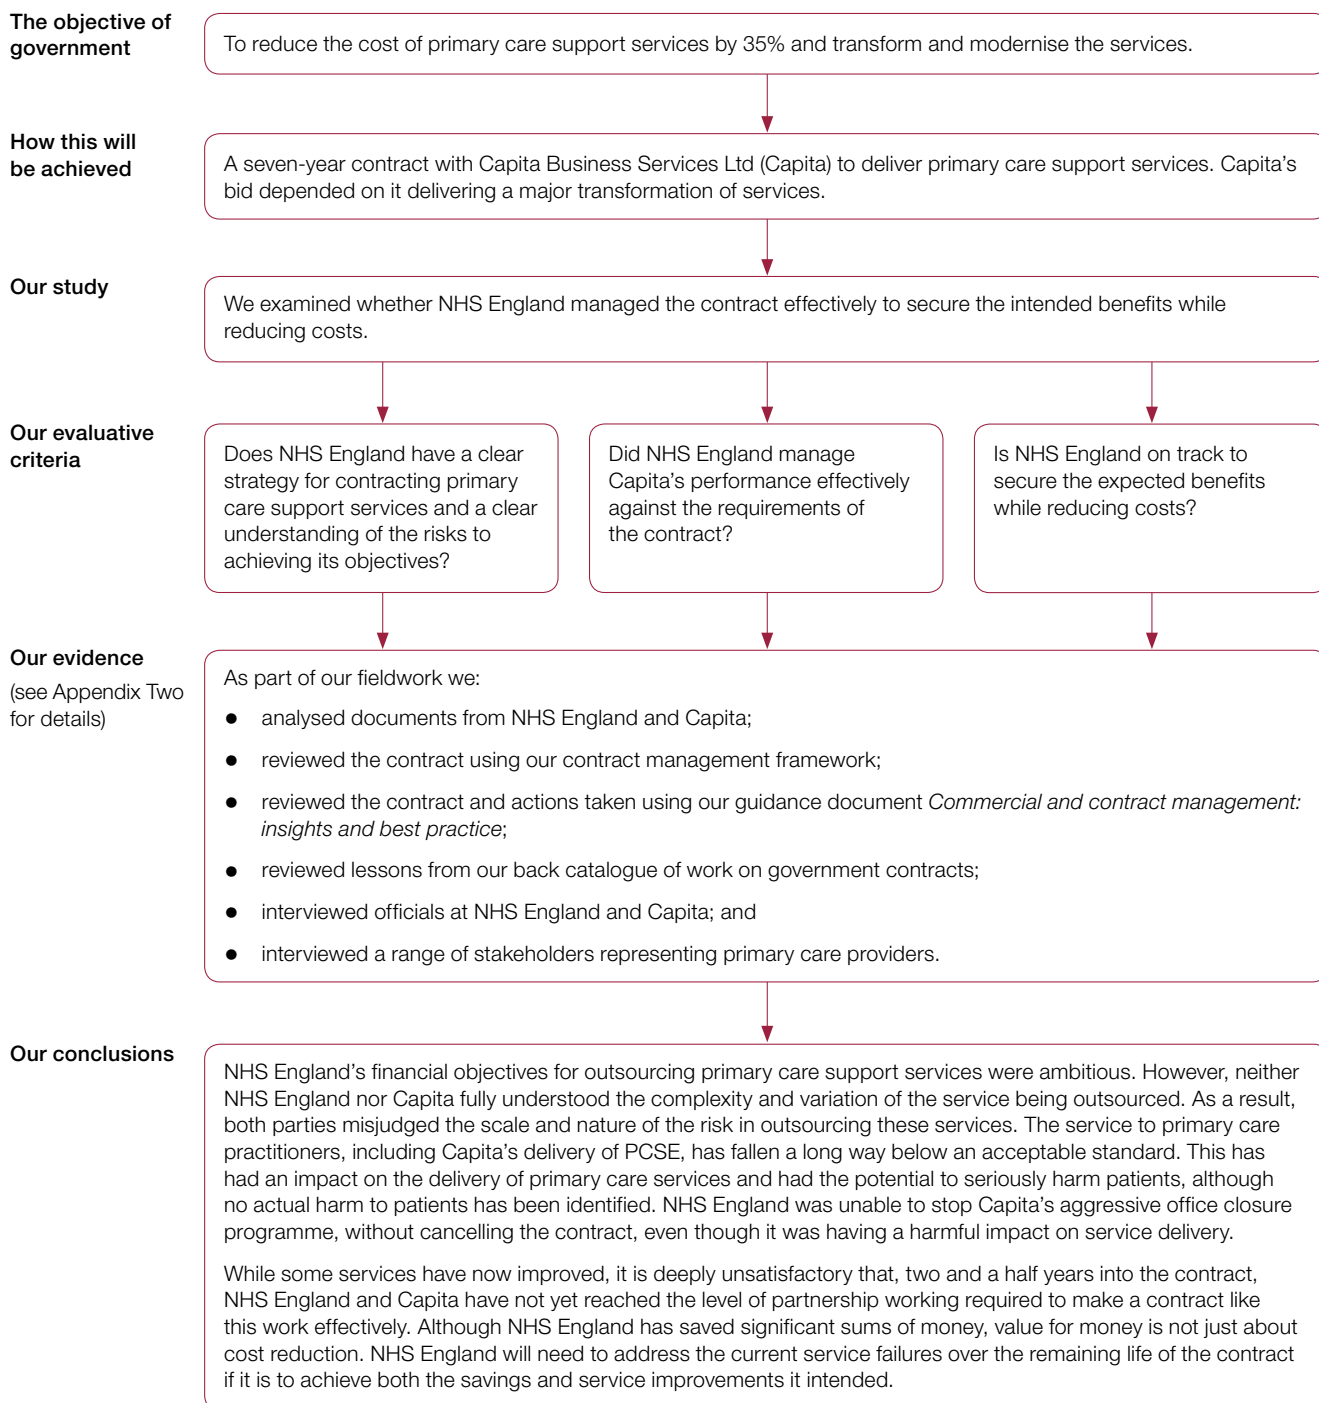 The objective of
government
To reduce the cost of primary care support services by 35% and transform and modernise the services.
How this will
be achieved
A seven-year contract with Capita Business Services Ltd (Capita) to deliver primary care support services. Capita's
bid depended on it delivering a major transformation of services.
Our study
We examined whether NHS England managed the contract effectively to secure the intended benefits while
reducing costs.
Our evaluative
criteria
Does NHS England have a clear
strategy for contracting primary
care support services and a clear
understanding of the risks to
achieving its objectives?
Did NHS England manage
Capita's performance effectively
against the requirements of
the contract?
Is NHS England on track to
secure the expected benefits
while reducing costs?
Our evidence
(see Appendix Two
for details)
As part of our fieldwork we:
● analysed documents from NHS England and Capita;
● reviewed the contract using our contract management framework;
● reviewed the contract and actions taken using our guidance document Commercial and contract management:
insights and best practice;
● reviewed lessons from our back catalogue of work on government contracts;
● interviewed officials at NHS England and Capita; and
● interviewed a range of stakeholders representing primary care providers.
Our conclusions
NHS England's financial objectives for outsourcing primary care support services were ambitious. However, neither
NHS England nor Capita fully understood the complexity and variation of the service being outsourced. As a result,
both parties misjudged the scale and nature of the risk in outsourcing these services. The service to primary care
practitioners, including Capita's delivery of PCSE, has fallen a long way below an acceptable standard. This has
had an impact on the delivery of primary care services and had the potential to seriously harm patients, although
no actual harm to patients has been identified. NHS England was unable to stop Capita's aggressive office closure
programme, without cancelling the contract, even though it was having a harmful impact on service delivery.
While some services have now improved, it is deeply unsatisfactory that, two and a half years into the contract,
NHS England and Capita have not yet reached the level of partnership working required to make a contract like
this work effectively. Although NHS England has saved significant sums of money, value for money is not just about
cost reduction. NHS England will need to address the current service failures over the remaining life of the contract
if it is to achieve both the savings and service improvements it intended.